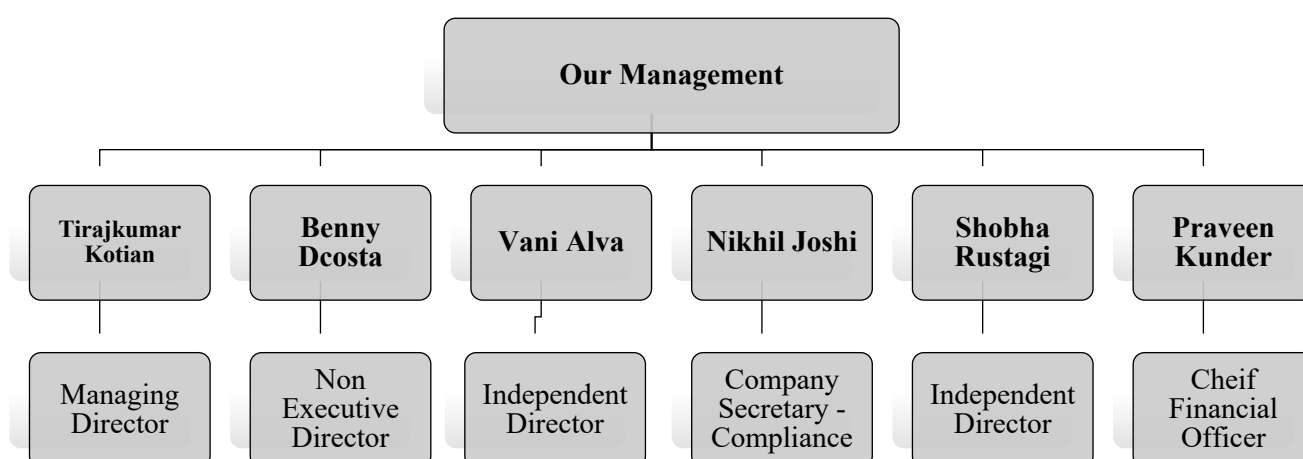 Our Management
Tirajkumar
Kotian
Benny
Dcosta
Vani Alva
Nikhil Joshi
Shobha
Rustagi
Praveen
Kunder
Managing
Director
Non
Executive
Director
Independent
Director
Company
Secretary -
Compliance
Independent
Director
Cheif
Financial
Officer